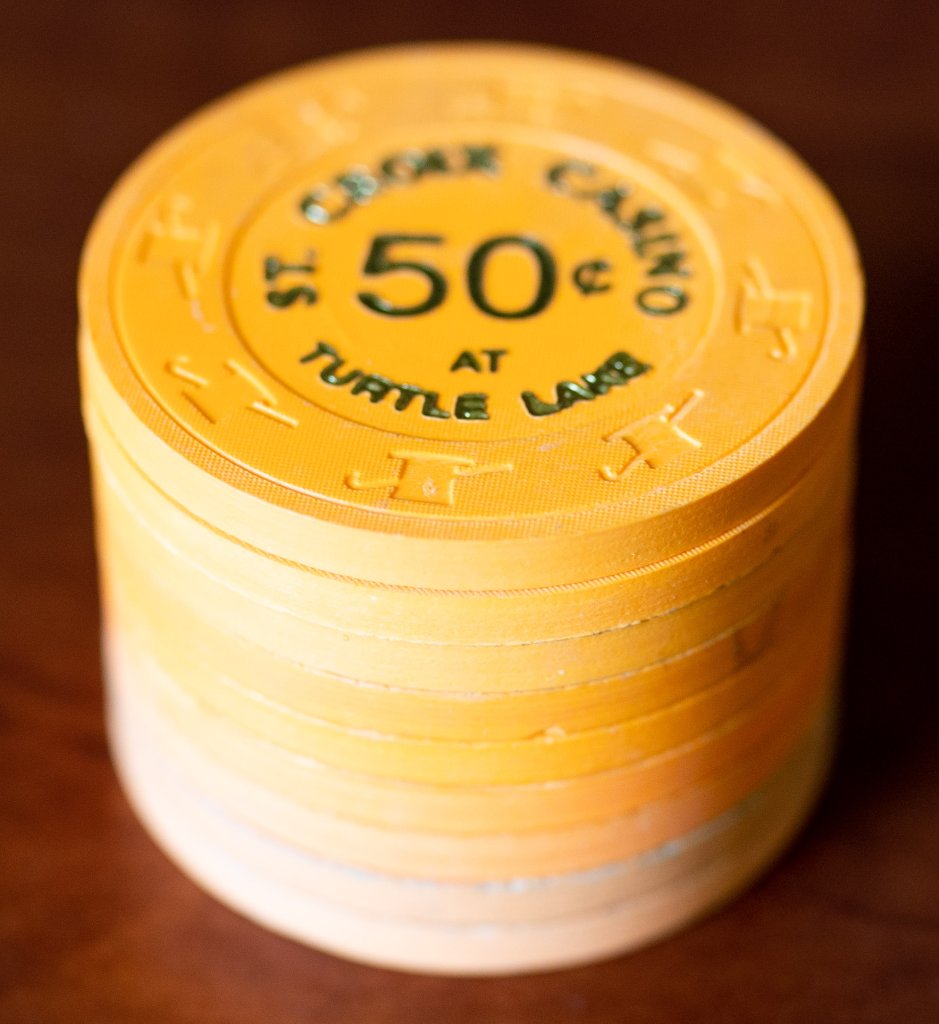 ST. CROIX CASINO
50¢
AT
TURTLE LAKE